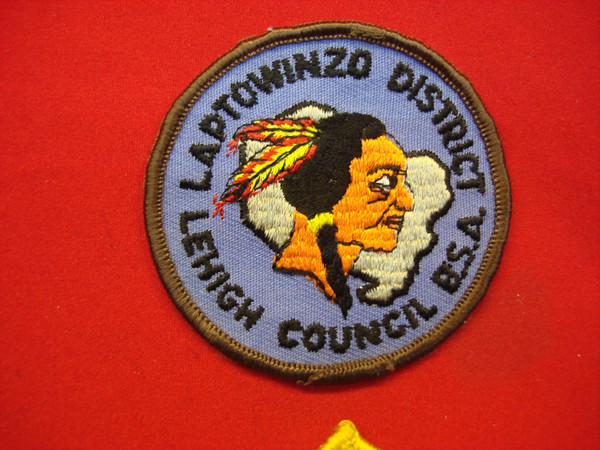 LAPTOWINZO DISTRICT
LEHIGH COUNCIL B.S.A.